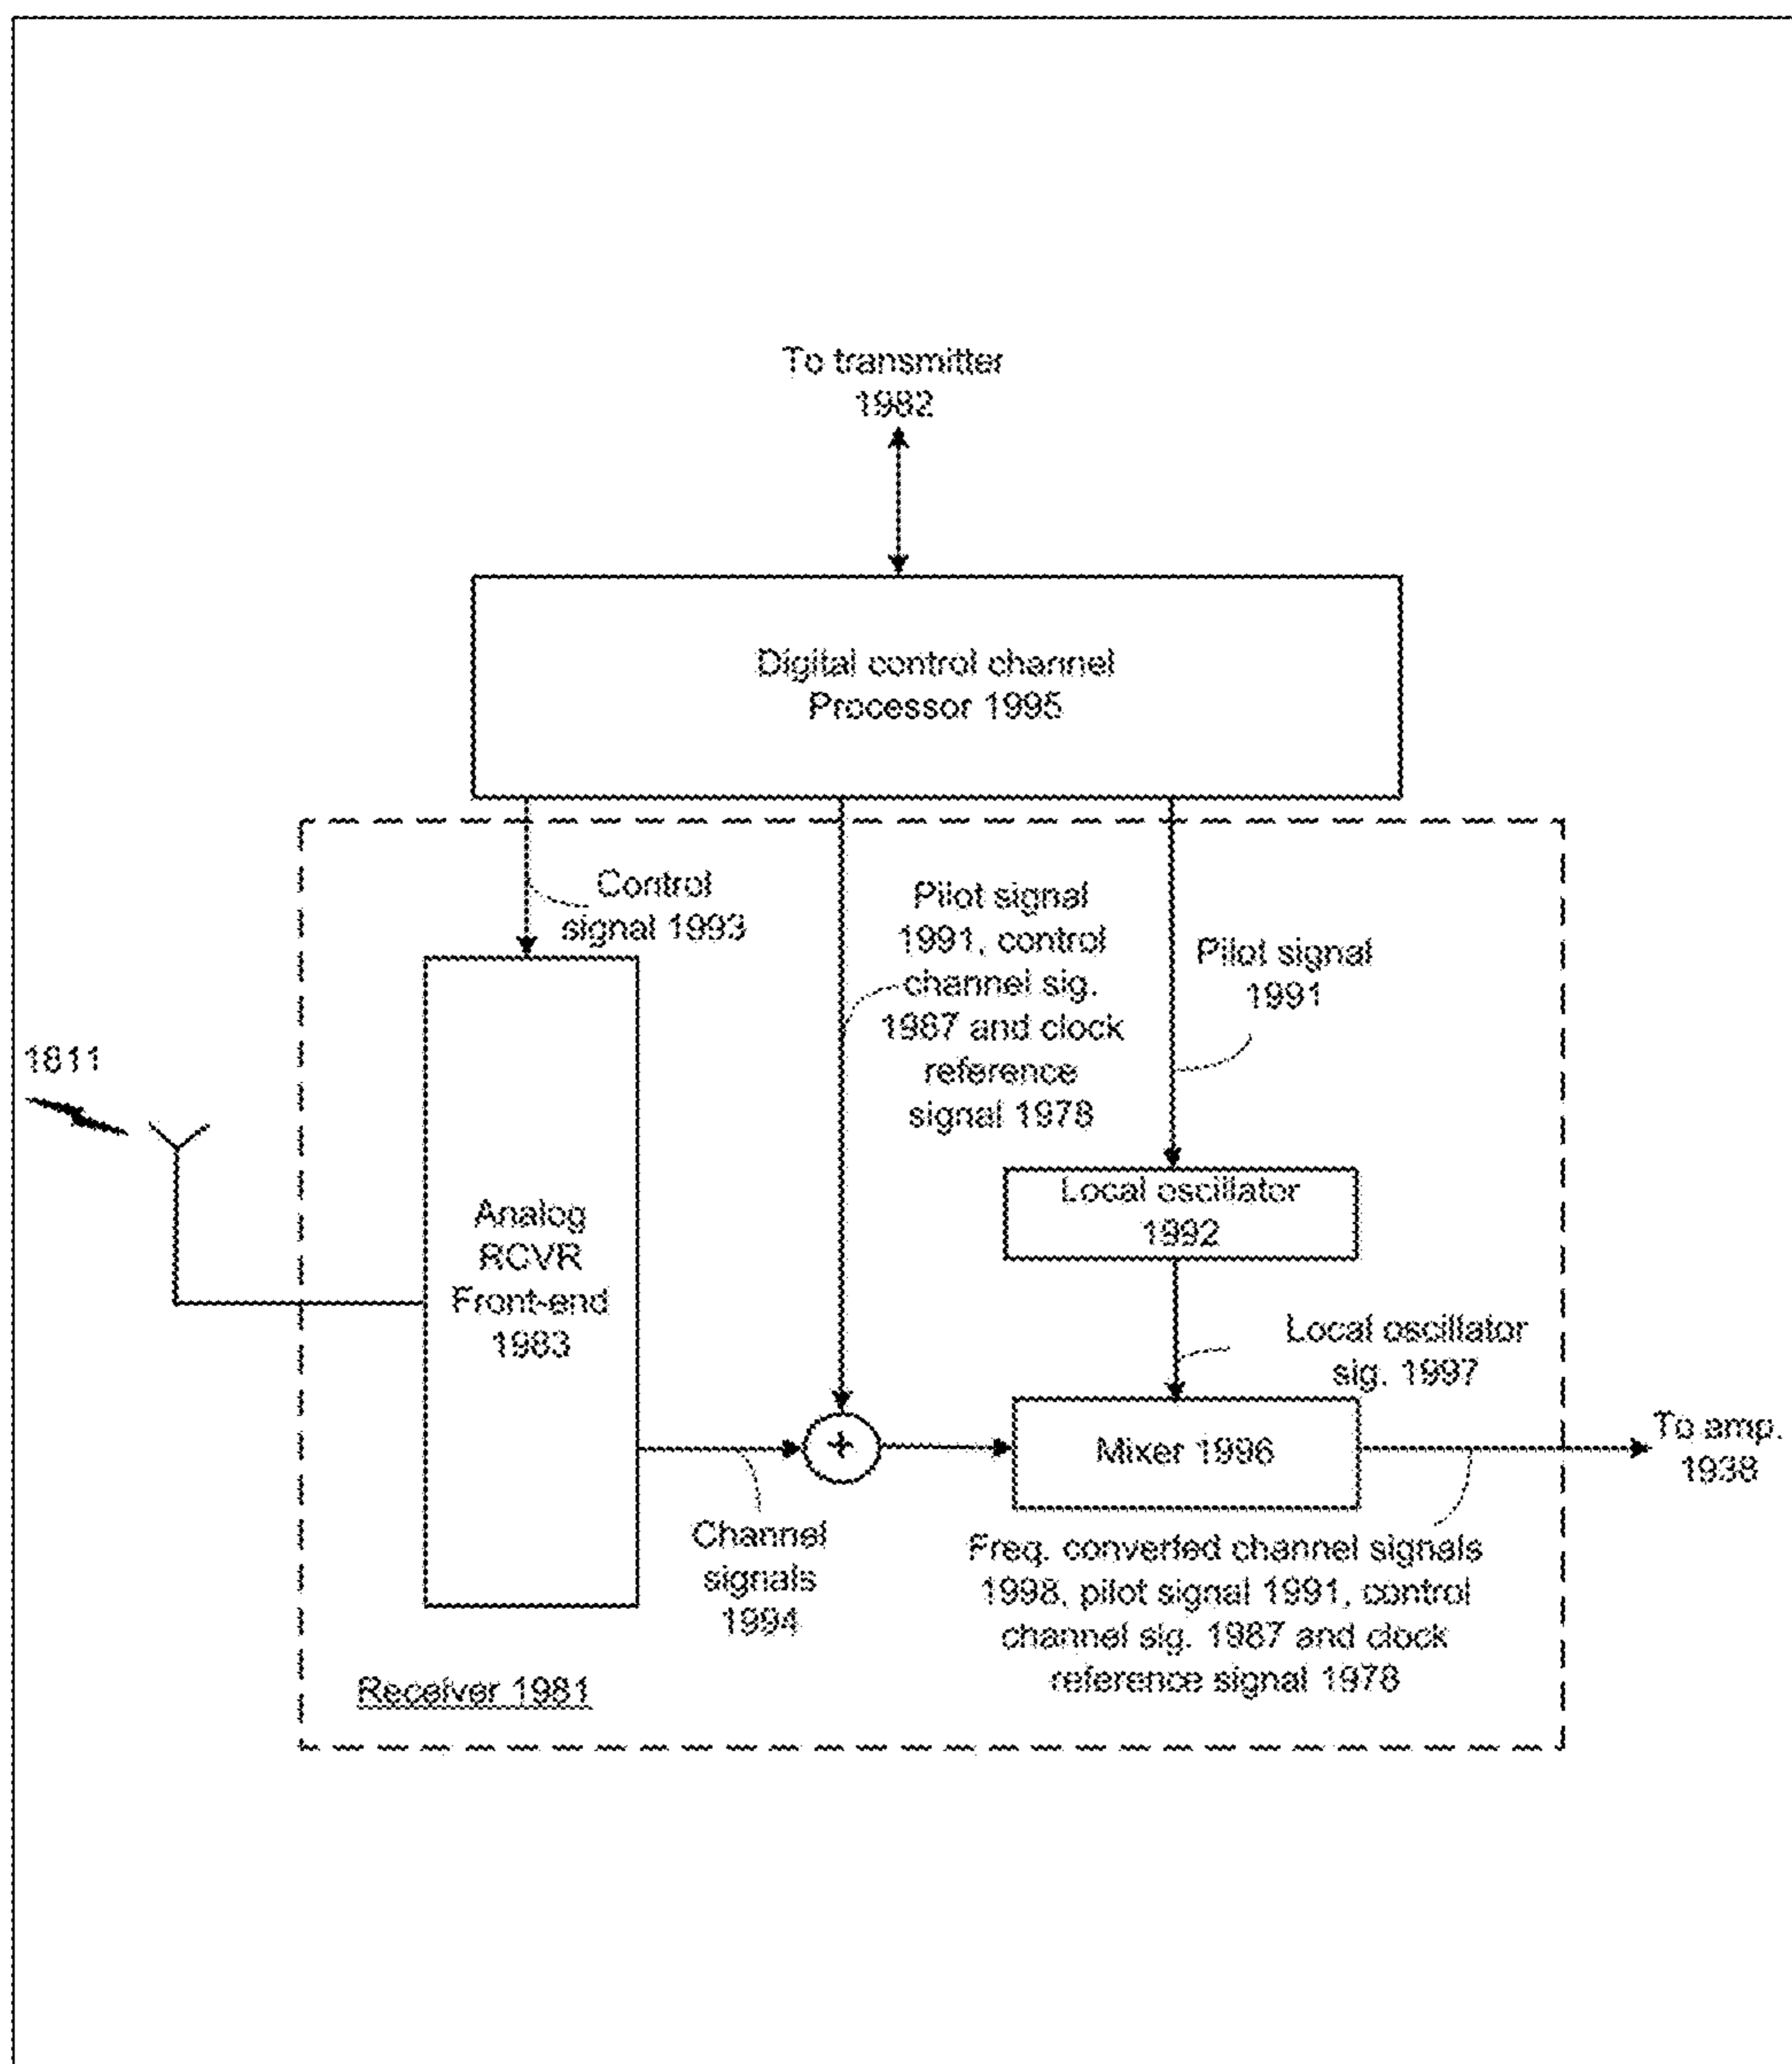 To transmitter
1982
Digital control channel
Processor 1995
Control
signal 1993
Pilot signal
1991, control
channel sig.
1987 and clock
reference
signal 1978
Pilot signal
1991
1811
Local oscillator
1992
Analog
RCVR
Front-end
1983
Local oscillator
sig. 1997
+
Mixer 1996
To amp.
1938
Channel
signals
1994
Freq. converted channel signals
1998, pilot signal 1991, control
channel sig. 1987 and clock
reference signal 1978
Receiver 1981